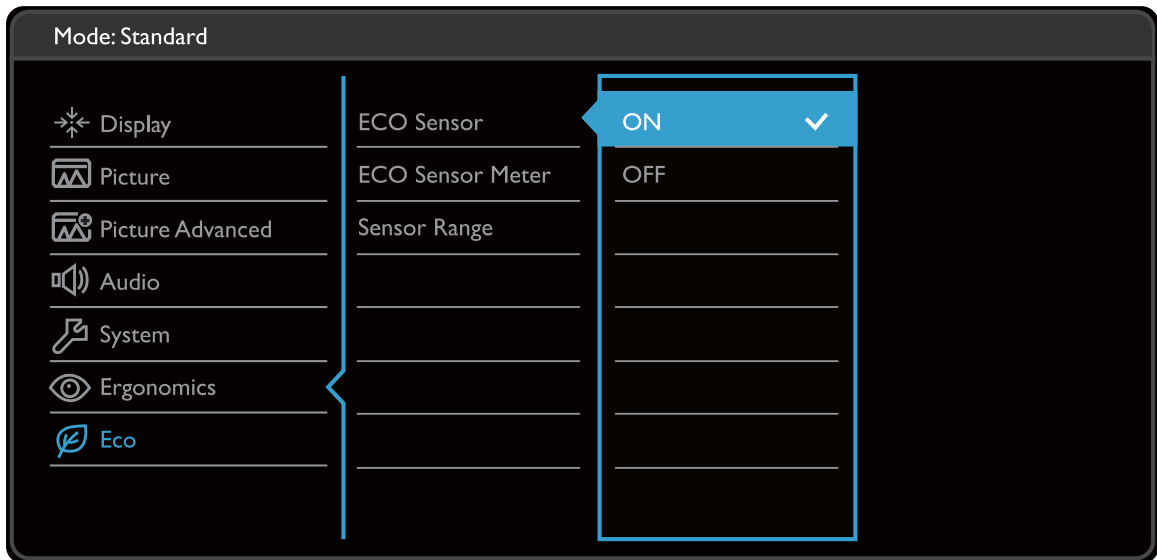 Mode: Standard
Display
Picture
Picture Advanced
Audio
System
Ergonomics
Eco
ECO Sensor
ECO Sensor Meter
Sensor Range
ON
OFF